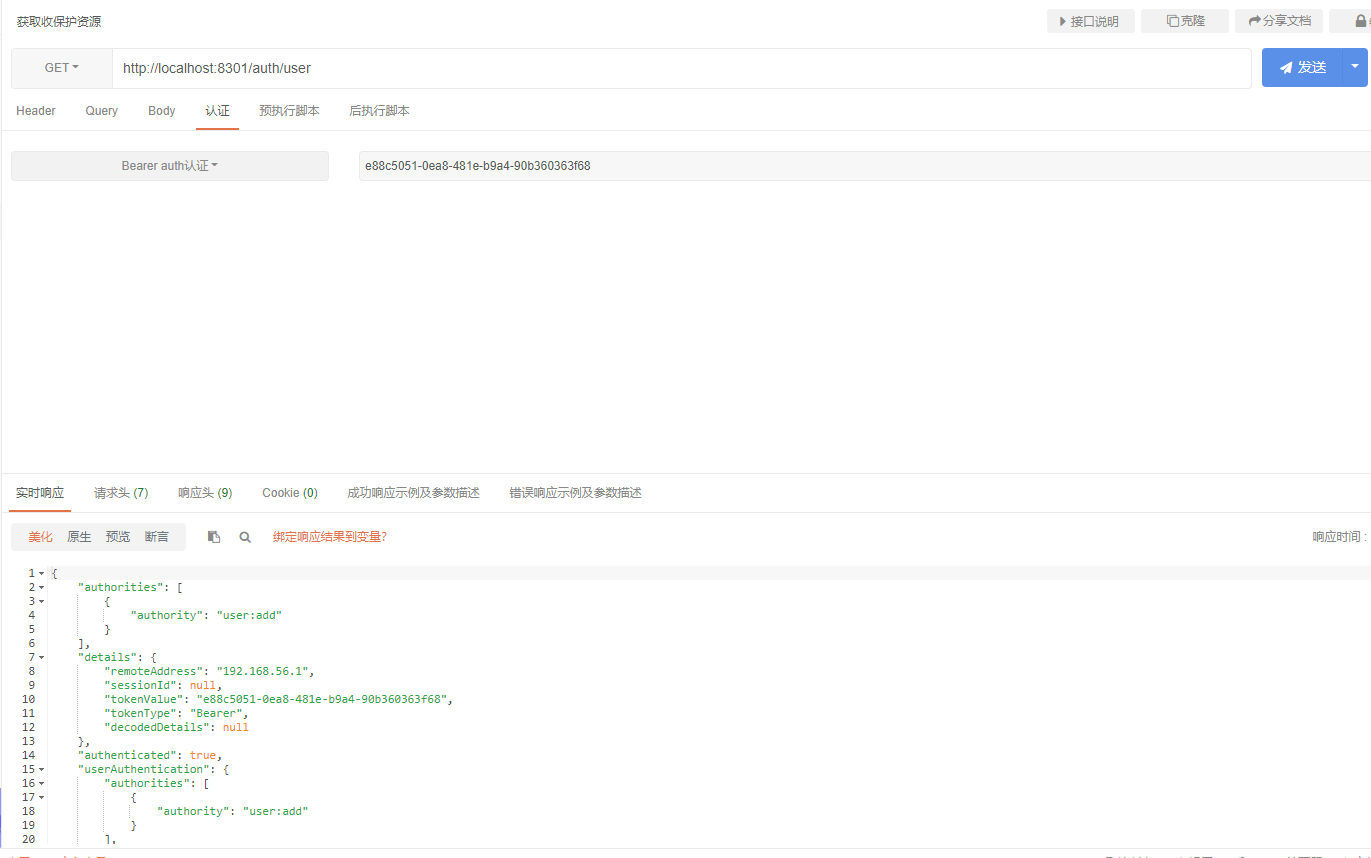 获取收保护资源
接口说明 克隆 分享文档
GET http://localhost:8301/auth/user 发送
Header Query Body 认证 预执行脚本 后执行脚本
Bearer auth认证 e88c5051-0ea8-481e-b9a4-90b360363f68
实时响应 请求头 (7) 响应头 (9) Cookie (0) 成功响应示例及参数描述 错误响应示例及参数描述
美化 原生 预览 断言 绑定响应结果到变量? 响应时间 :
1 {
2 "authorities": [
3 {
4 "authority": "user:add"
5 }
6 ],
7 "details": {
8 "remoteAddress": "192.168.56.1",
9 "sessionId": null,
10 "tokenValue": "e88c5051-0ea8-481e-b9a4-90b360363f68",
11 "tokenType": "Bearer",
12 "decodedDetails": null
13 },
14 "authenticated": true,
15 "userAuthentication": {
16 "authorities": [
17 {
18 "authority": "user:add"
19 }
20 ],